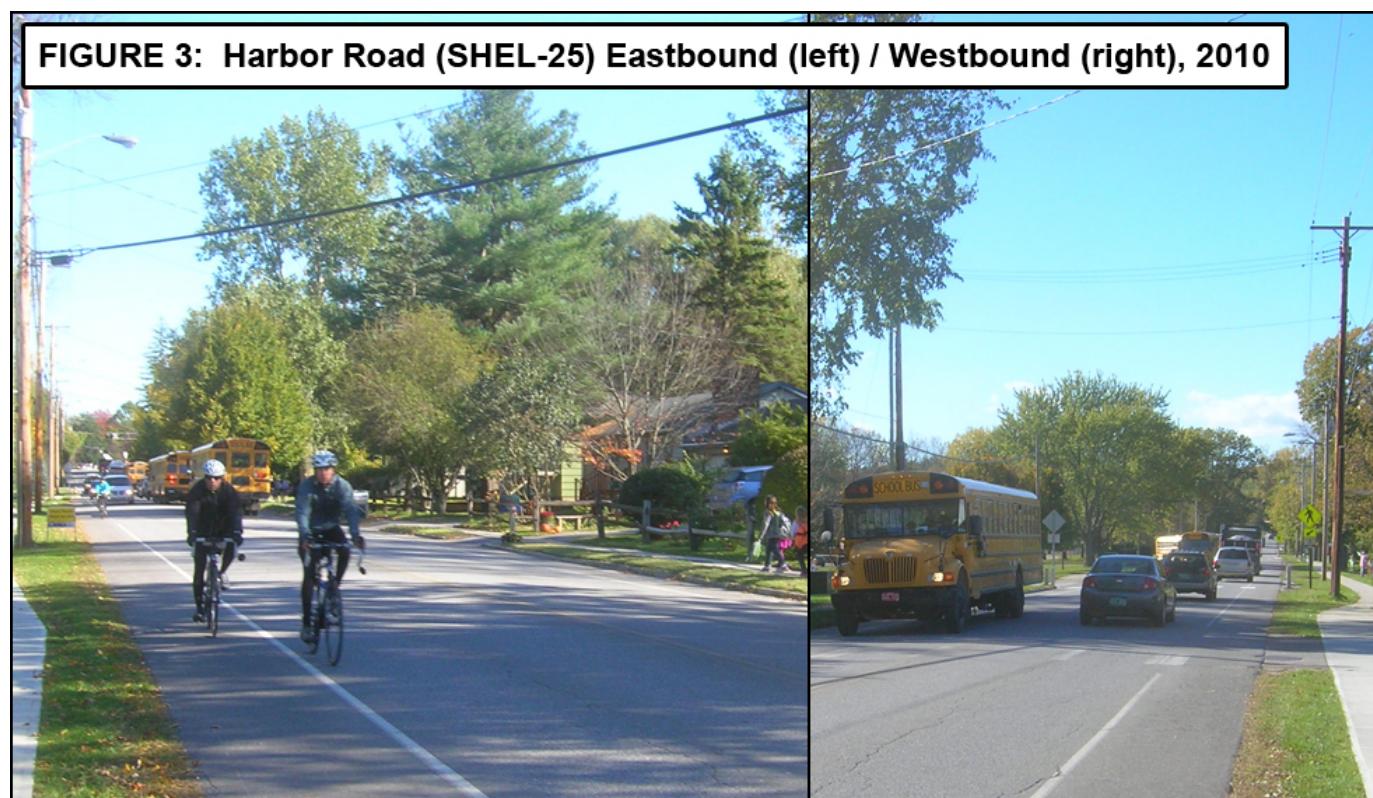 FIGURE 3: Harbor Road (SHEL-25) Eastbound (left) / Westbound (right), 2010
SCHOOL BUS